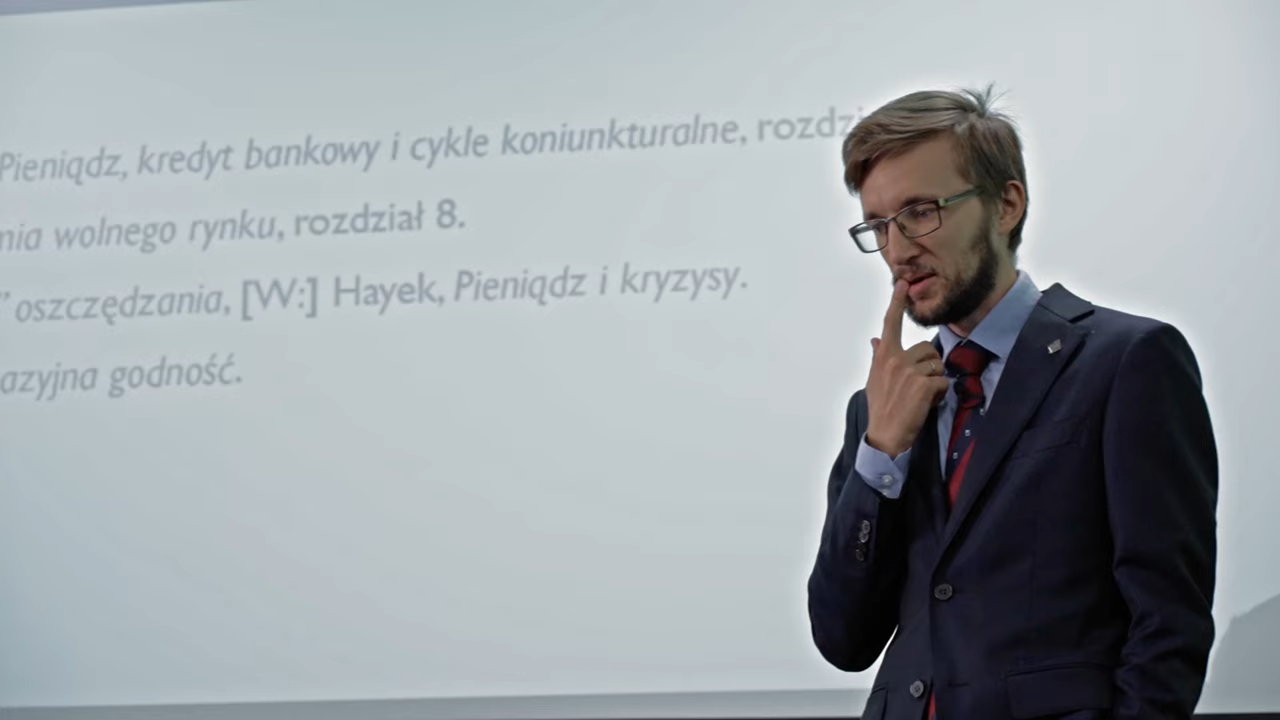 Pieniądz, kredyt bankowy i cykle koniunkturalne, rozdzi
nia wolnego rynku, rozdział 8.
” oszczędzania, [W:] Hayek, Pieniądz i kryzysy.
azyjna godność.